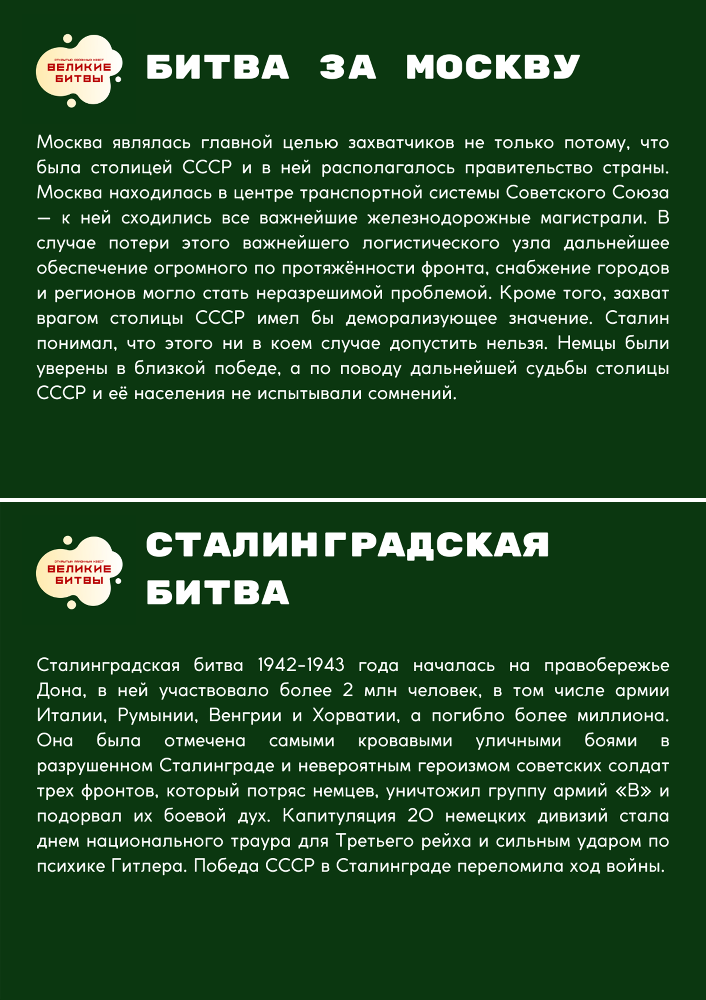 ОТКРЫТЫЙ РАЙОННЫЙ КВЕСТ
ВЕЛИКИЕ
БИТВЫ
БИТВА ЗА МОСКВУ
Москва являлась главной целью захватчиков не только потому, что
была столицей СССР и в ней располагалось правительство страны.
Москва находилась в центре транспортной системы Советского Союза
— к ней сходились все важнейшие железнодорожные магистрали. В
случае потери этого важнейшего логистического узла дальнейшее
обеспечение огромного по протяжённости фронта, снабжение городов
и регионов могло стать неразрешимой проблемой. Кроме того, захват
врагом столицы СССР имел бы деморализующее значение. Сталин
понимал, что этого ни в коем случае допустить нельзя. Немцы были
уверены в близкой победе, а по поводу дальнейшей судьбы столицы
СССР и её населения не испытывали сомнений.
ОТКРЫТЫЙ РАЙОННЫЙ КВЕСТ
ВЕЛИКИЕ
БИТВЫ
СТАЛИНГРАДСКАЯ
БИТВА
Сталинградская битва 1942-1943 года началась на правобережье
Дона, в ней участвовало более 2 млн человек, в том числе армии
Италии, Румынии, Венгрии и Хорватии, а погибло более миллиона.
Она была отмечена самыми кровавыми уличными боями в
разрушенном Сталинграде и невероятным героизмом советских солдат
трех фронтов, который потряс немцев, уничтожил группу армий «В» и
подорвал их боевой дух. Капитуляция 20 немецких дивизий стала
днем национального траура для Третьего рейха и сильным ударом по
психике Гитлера. Победа СССР в Сталинграде переломила ход войны.